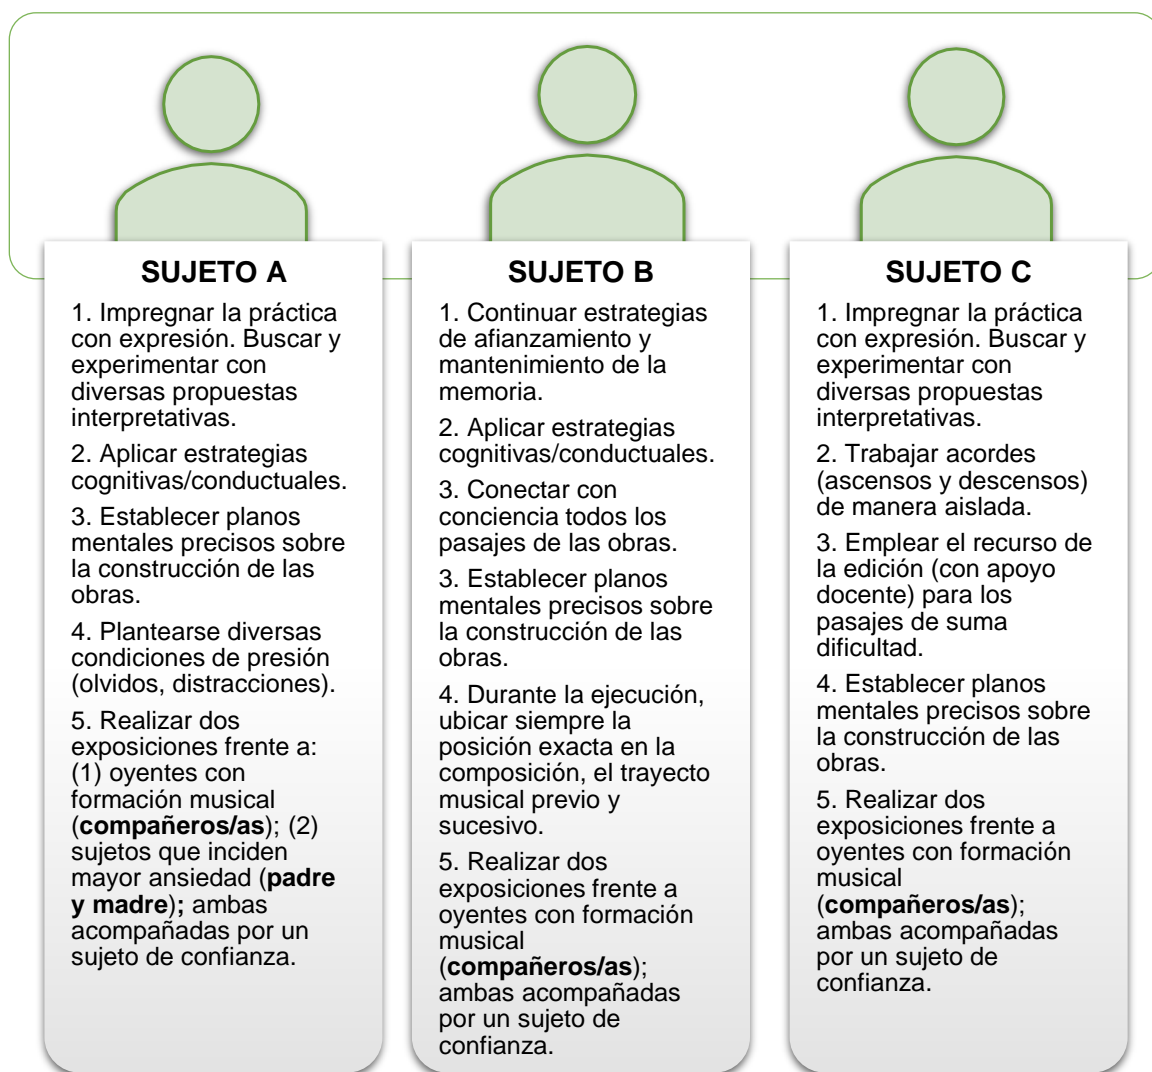 SUJETO A
1. Impregnar la práctica
con expresión. Buscar y
experimentar con
diversas propuestas
interpretativas.
2. Aplicar estrategias
cognitivas/conductuales.
3. Establecer planos
mentales precisos sobre
la construcción de las
obras.
4. Plantearse diversas
condiciones de presión
(olvidos, distracciones).
5. Realizar dos
exposiciones frente a:
(1) oyentes con
formación musical
(compañeros/as); (2)
sujetos que inciden
mayor ansiedad (padre
y madre); ambas
acompañadas por un
sujeto de confianza.
SUJETO B
1. Continuar estrategias
de afianzamiento y
mantenimiento de la
memoria.
2. Aplicar estrategias
cognitivas/conductuales.
3. Conectar con
conciencia todos los
pasajes de las obras.
3. Establecer planos
mentales precisos sobre
la construcción de las
obras.
4. Durante la ejecución,
ubicar siempre la
posición exacta en la
composición, el trayecto
musical previo y
sucesivo.
5. Realizar dos
exposiciones frente a
oyentes con formación
musical
(compañeros/as);
ambas acompañadas
por un sujeto de
confianza.
SUJETO C
1. Impregnar la práctica
con expresión. Buscar y
experimentar con
diversas propuestas
interpretativas.
2. Trabajar acordes
(ascensos y descensos)
de manera aislada.
3. Emplear el recurso de
la edición (con apoyo
docente) para los
pasajes de suma
dificultad.
4. Establecer planos
mentales precisos sobre
la construcción de las
obras.
5. Realizar dos
exposiciones frente a
oyentes con formación
musical
(compañeros/as);
ambas acompañadas
por un sujeto de
confianza.